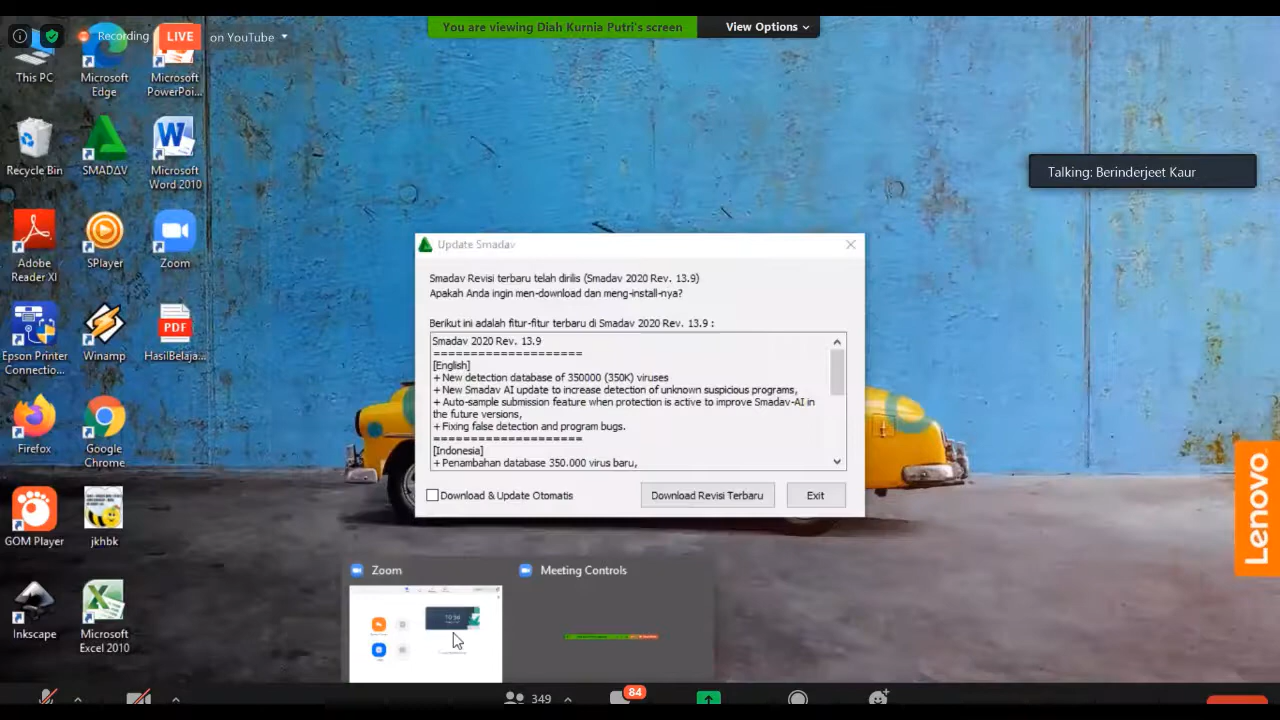 You are viewing Diah Kurnia Putri's screen
View Options
Recording
LIVE
on YouTube
This PC
Microsoft
Edge
Microsoft
PowerPoi...
Talking: Berinderjeet Kaur
Recycle Bin
SMADΔV
Microsoft
Word 2010
Adobe
Reader XI
SPlayer
Zoom
Epson Printer
Connectio...
Winamp
PDF
HasilBelaja...
Firefox
Google
Chrome
GOM Player
jkhbk
Inkscape
Microsoft
Excel 2010
Update Smadav
Smadav Revisi terbaru telah dirilis (Smadav 2020 Rev. 13.9)
Apakah Anda ingin men-download dan meng-install-nya?
Berikut ini adalah fitur-fitur terbaru di Smadav 2020 Rev. 13.9 :
Smadav 2020 Rev. 13.9
====================
[English]
+ New detection database of 350000 (350K) viruses
+ New Smadav AI update to increase detection of unknown suspicious programs,
+ Auto-sample submission feature when protection is active to improve Smadav-AI in
the future versions,
+ Fixing false detection and program bugs.
====================
[Indonesia]
+ Penambahan database 350.000 virus baru,
Download & Update Otomatis
Download Revisi Terbaru
Exit
Lenovo
Zoom
Meeting Controls
349
84